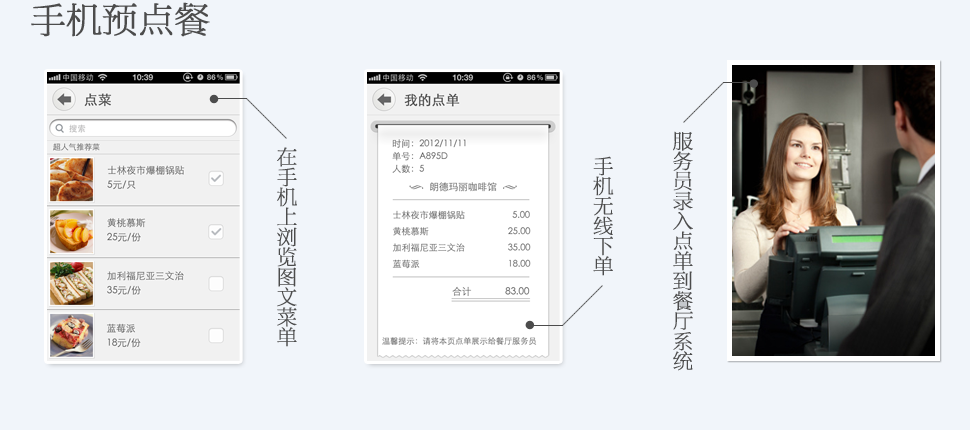 手机预点餐
中国移动 10:39 86%
点菜
搜索
超人气推荐菜
士林夜市爆棚锅贴
5元/只
黄桃慕斯
25元/份
加利福尼亚三文治
35元/份
蓝莓派
18元/份
在手机上浏览图文菜单
中国移动 10:39 86%
我的点单
时间：2012/11/11
单号：A895D
人数：5
朗德玛丽咖啡馆
士林夜市爆棚锅贴 5.00
黄桃慕斯 25.00
加利福尼亚三文治 35.00
蓝莓派 18.00
合计 83.00
温馨提示：请将本页点单展示给餐厅服务员
手机无线下单
服务员录入点单到餐厅系统